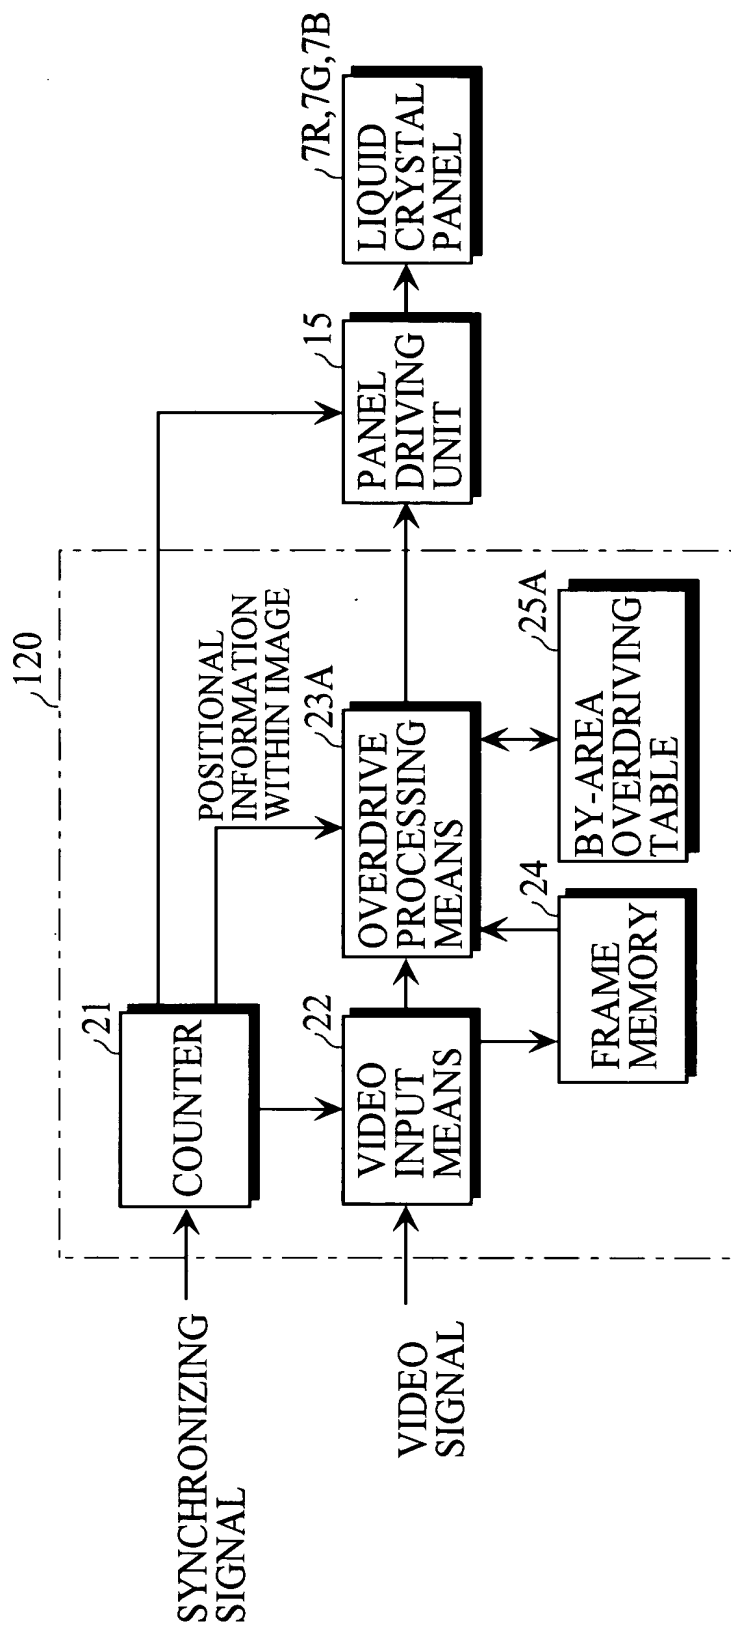 120
SYNCHRONIZING
SIGNAL
21
COUNTER
POSITIONAL
INFORMATION
WITHIN IMAGE
VIDEO
SIGNAL
22
VIDEO
INPUT
MEANS
23A
OVERDRIVE
PROCESSING
MEANS
15
PANEL
DRIVING
UNIT
7R,7G,7B
LIQUID
CRYSTAL
PANEL
24
FRAME
MEMORY
25A
BY-AREA
OVERDRIVING
TABLE